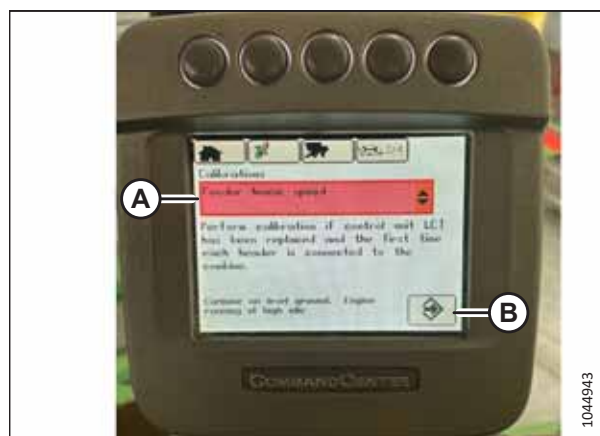 Calibrations
A
Feeder house speed
Perform calibration if control unit LC1
has been replaced and the first time
each header is connected to the
combine.
Combine on level ground. Engine
running at high idle
B
COMMANDCENTER
1044943